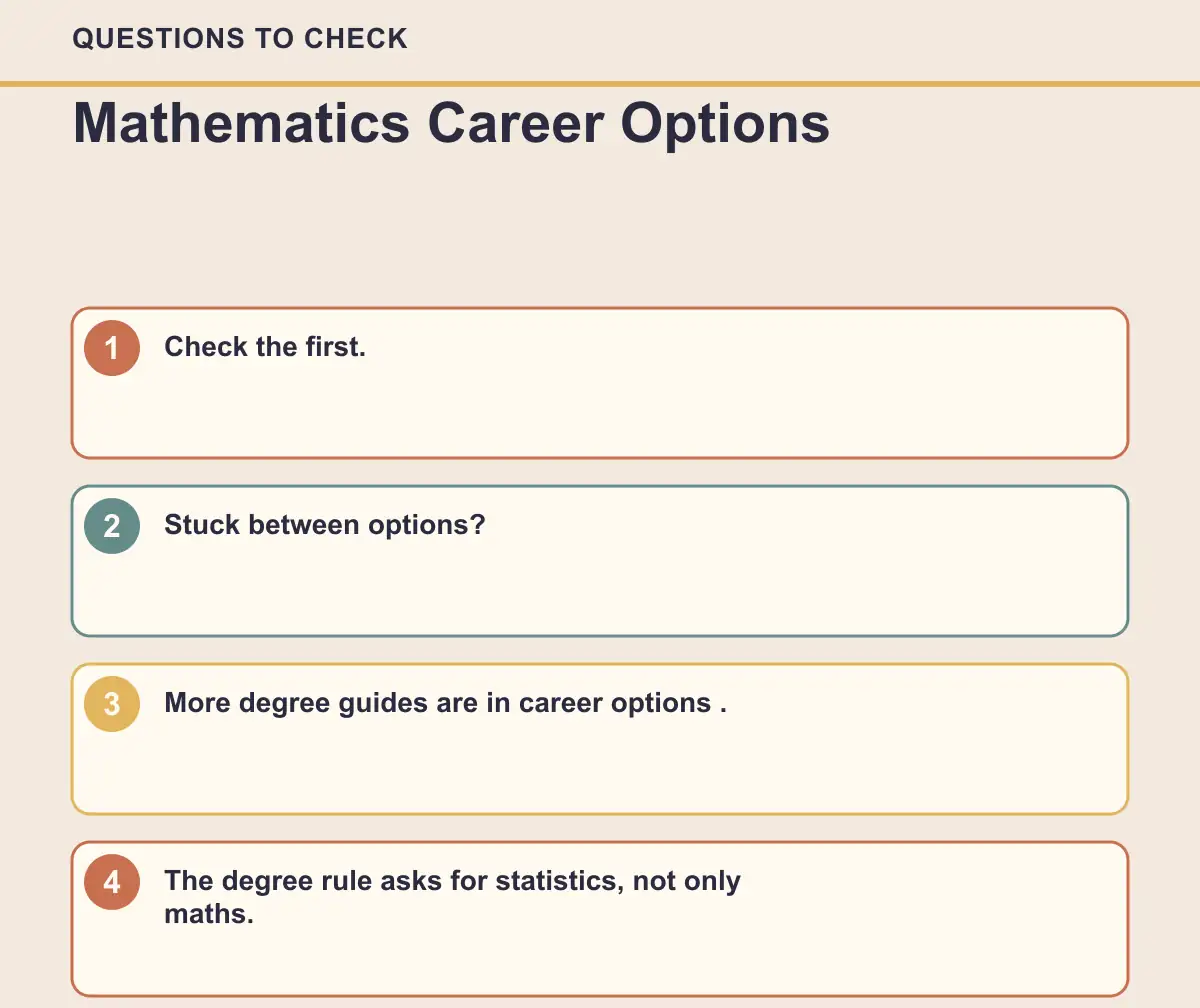 QUESTIONS TO CHECK
Mathematics Career Options
1
Check the first.
2
Stuck between options?
3
More degree guides are in career options .
4
The degree rule asks for statistics, not only
maths.